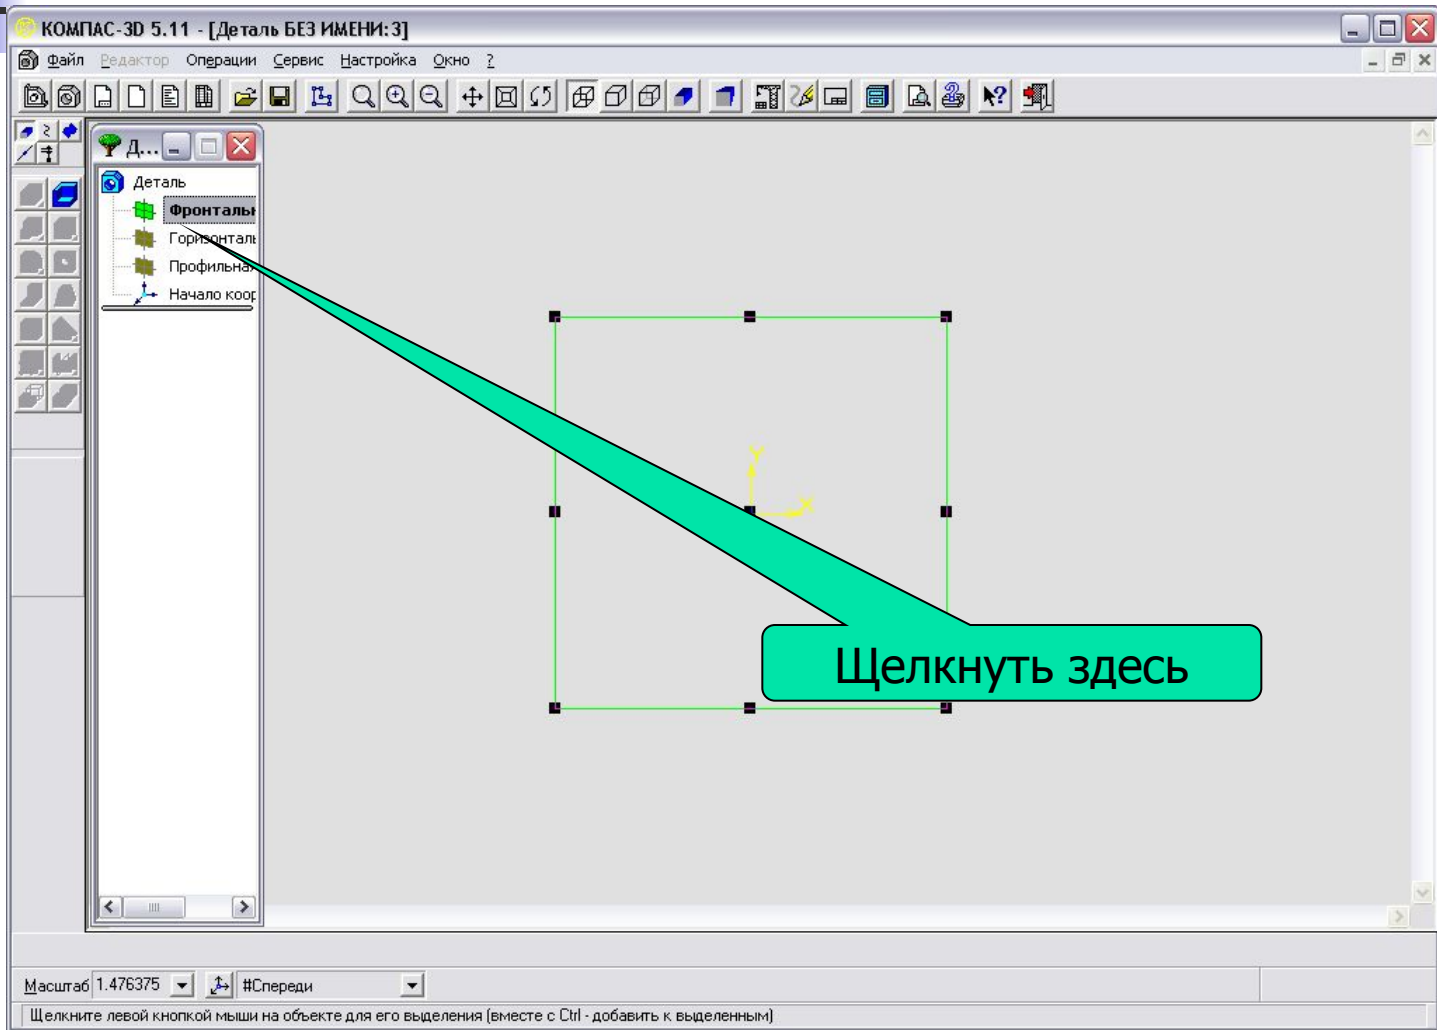 КОМПАС-3D 5.11 - [Деталь БЕЗ ИМЕНИ:3]
Файл Редактор Операции Сервис Настройка Окно ?
Д...
Деталь
Фронтальн
Горизонталь
Профильная
Начало коор
Y
X
Щелкнуть здесь
Масштаб 1.476375 #Спереди
Щелкните левой кнопкой мыши на объекте для его выделения (вместе с Ctrl - добавить к выделенным)